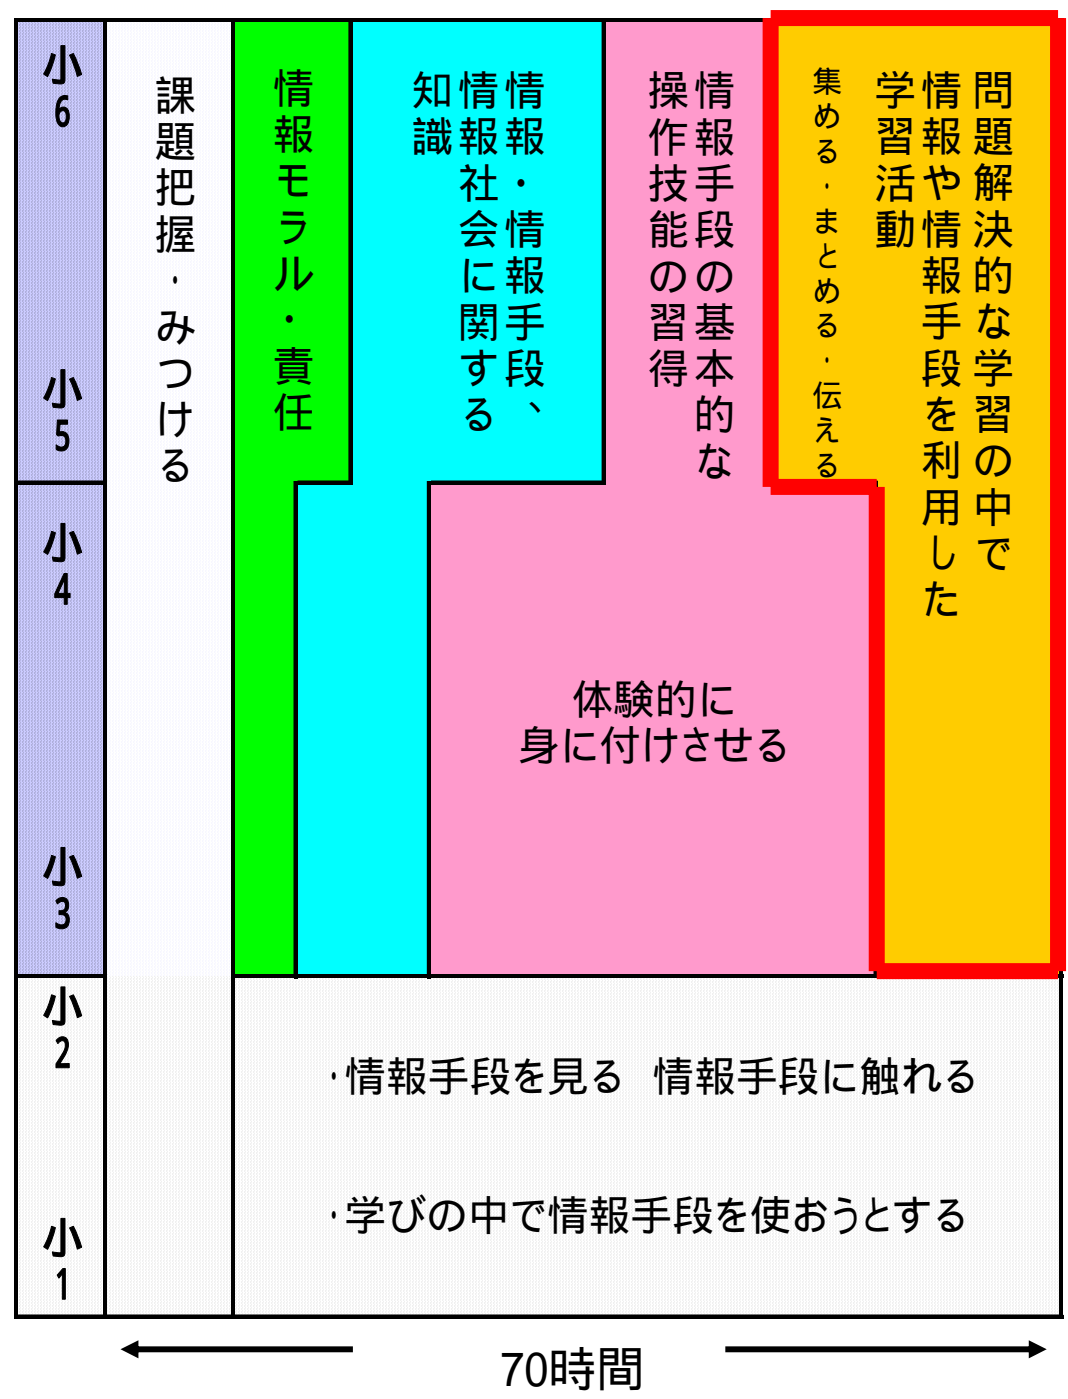 小6
小5
小4
小3
小2
小1
課題把握・みつける
情報モラル・責任
情報・情報手段、
情報社会に関する
知識
情報手段の基本的な
操作技能の習得
問題解決的な学習の中で
情報や情報手段を利用した
学習活動
集める・まとめる・伝える
体験的に
身に付けさせる
・情報手段を見る 情報手段に触れる
・学びの中で情報手段を使おうとする
70時間